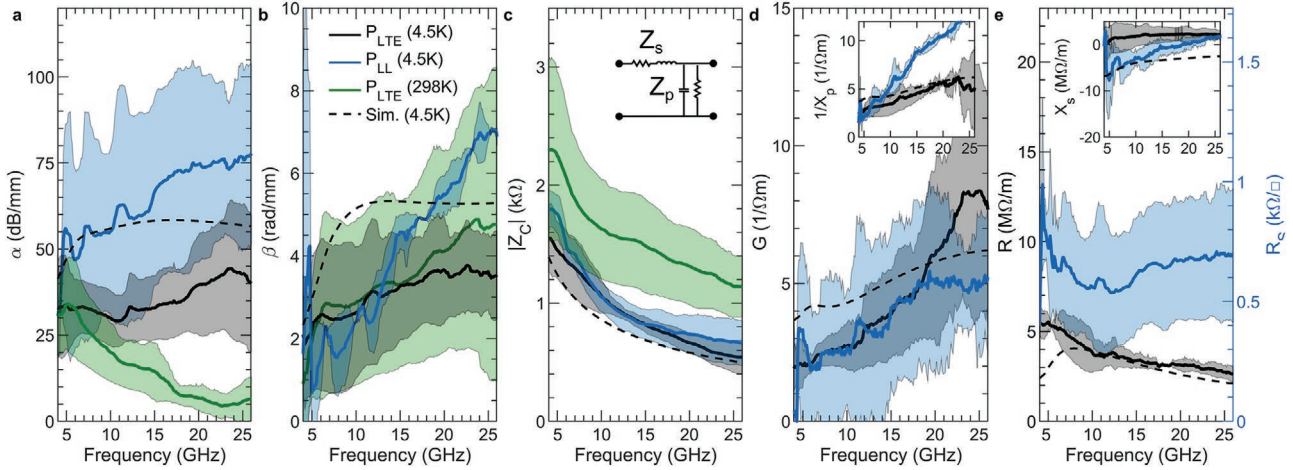 a
α (dB/mm)
100
75
50
25
0
5 10 15 20 25
Frequency (GHz)
b
β (rad/mm)
10
8
6
4
2
0
P_LTE (4.5K)
P_LL (4.5K)
P_LTE (298K)
Sim. (4.5K)
5 10 15 20 25
Frequency (GHz)
c
|Z_C| (kΩ)
3
2
1
0
Z_s
Z_p
5 10 15 20 25
Frequency (GHz)
d
G (1/Ωm)
15
10
5
0
1/X_p (1/Ωm)
10
5
0
5 10 15 20 25
5 10 15 20 25
Frequency (GHz)
e
R (MΩ/m)
20
15
10
5
0
X_s (MΩ/m)
0
-10
-20
5 10 15 20 25
1.5
1
0.5
0
R_S (kΩ/□)
5 10 15 20 25
Frequency (GHz)